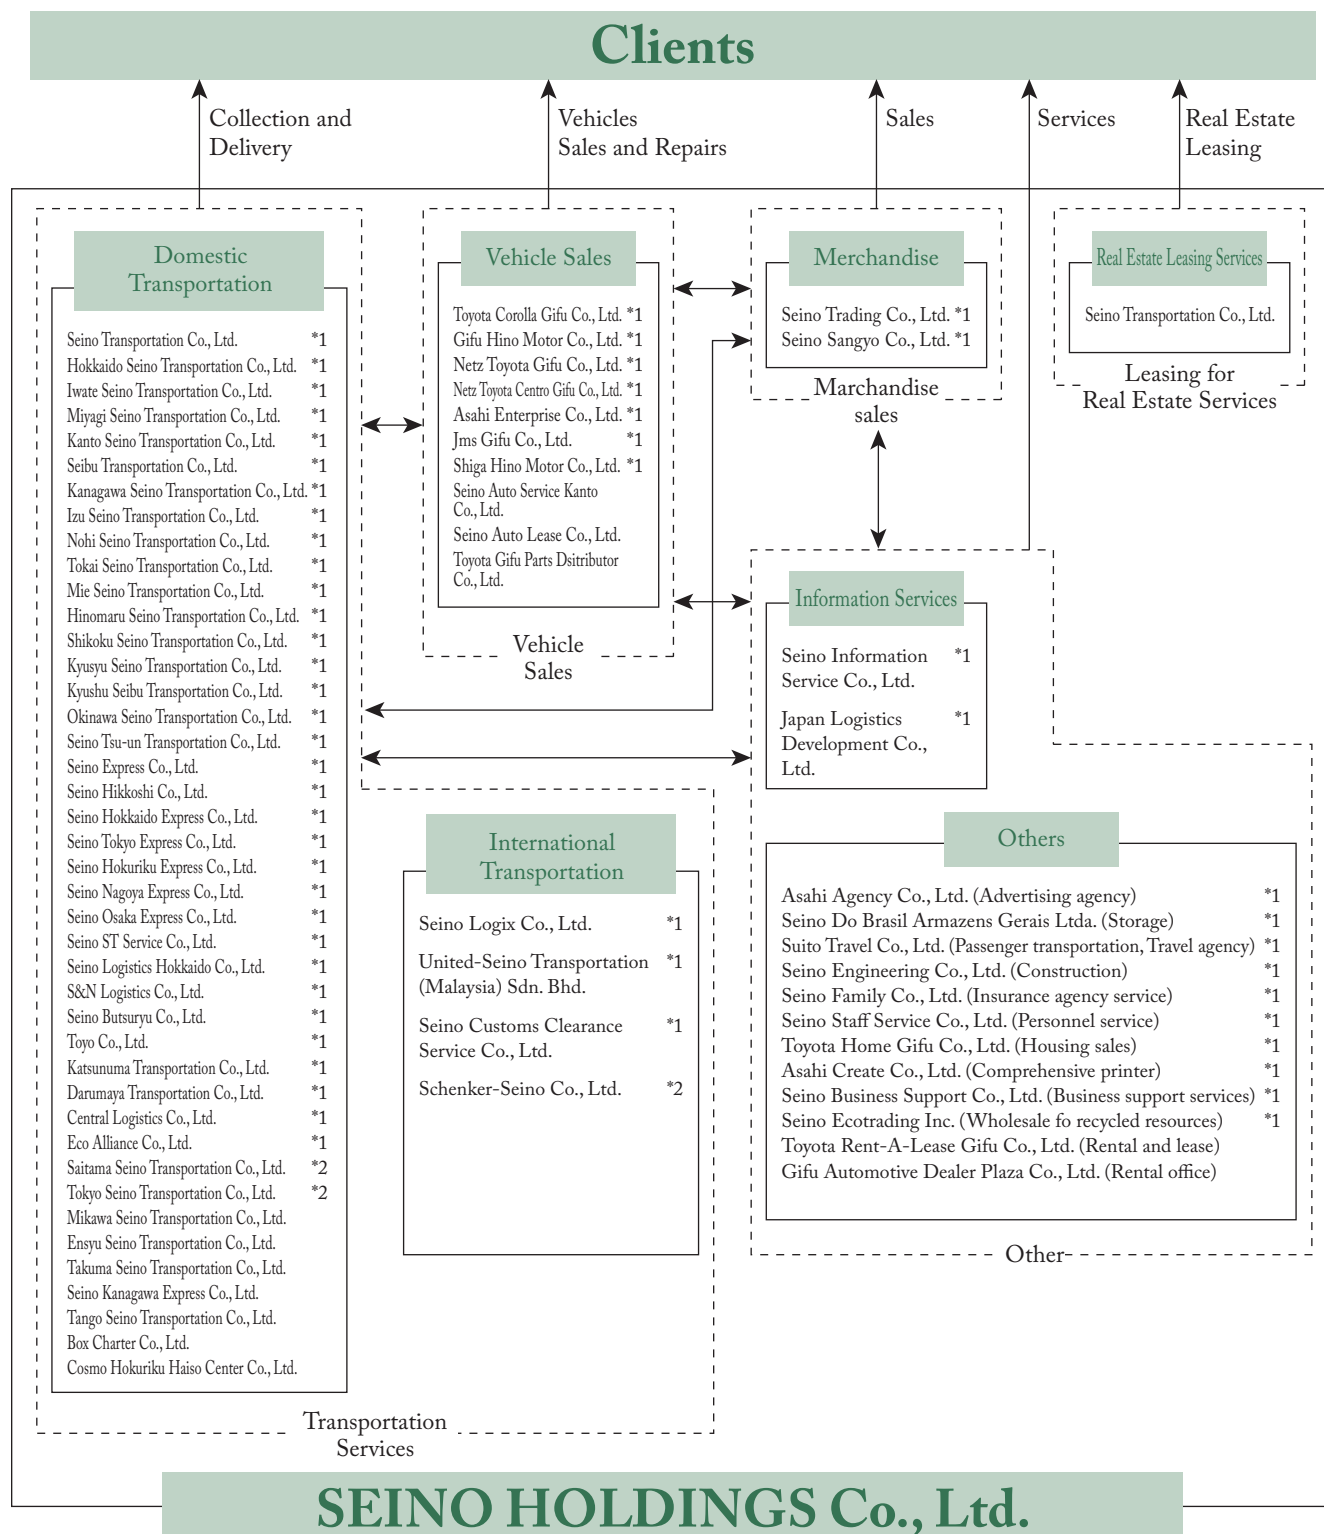 Clients
Collection and
Delivery
Vehicles
Sales and Repairs
Sales
Services
Real Estate
Leasing
Domestic
Transportation
Seino Transportation Co., Ltd. *1
Hokkaido Seino Transportation Co., Ltd. *1
Iwate Seino Transportation Co., Ltd. *1
Miyagi Seino Transportation Co., Ltd. *1
Kanto Seino Transportation Co., Ltd. *1
Seibu Transportation Co., Ltd. *1
Kanagawa Seino Transportation Co., Ltd. *1
Izu Seino Transportation Co., Ltd. *1
Nohi Seino Transportation Co., Ltd. *1
Tokai Seino Transportation Co., Ltd. *1
Mie Seino Transportation Co., Ltd. *1
Hinomaru Seino Transportation Co., Ltd. *1
Shikoku Seino Transportation Co., Ltd. *1
Kyusyu Seino Transportation Co., Ltd. *1
Kyushu Seibu Transportation Co., Ltd. *1
Okinawa Seino Transportation Co., Ltd. *1
Seino Tsu-un Transportation Co., Ltd. *1
Seino Express Co., Ltd. *1
Seino Hikkoshi Co., Ltd. *1
Seino Hokkaido Express Co., Ltd. *1
Seino Tokyo Express Co., Ltd. *1
Seino Hokuriku Express Co., Ltd. *1
Seino Nagoya Express Co., Ltd. *1
Seino Osaka Express Co., Ltd. *1
Seino ST Service Co., Ltd. *1
Seino Logistics Hokkaido Co., Ltd. *1
S&N Logistics Co., Ltd. *1
Seino Butsuryu Co., Ltd. *1
Toyo Co., Ltd. *1
Katsunuma Transportation Co., Ltd. *1
Darumaya Transportation Co., Ltd. *1
Central Logistics Co., Ltd. *1
Eco Alliance Co., Ltd. *1
Saitama Seino Transportation Co., Ltd. *2
Tokyo Seino Transportation Co., Ltd. *2
Mikawa Seino Transportation Co., Ltd.
Ensyu Seino Transportation Co., Ltd.
Takuma Seino Transportation Co., Ltd.
Seino Kanagawa Express Co., Ltd.
Tango Seino Transportation Co., Ltd.
Box Charter Co., Ltd.
Cosmo Hokuriku Haiso Center Co., Ltd.
Vehicle Sales
Toyota Corolla Gifu Co., Ltd. *1
Gifu Hino Motor Co., Ltd. *1
Netz Toyota Gifu Co., Ltd. *1
Netz Toyota Centro Gifu Co., Ltd. *1
Asahi Enterprise Co., Ltd. *1
Jms Gifu Co., Ltd. *1
Shiga Hino Motor Co., Ltd. *1
Seino Auto Service Kanto
Co., Ltd.
Seino Auto Lease Co., Ltd.
Toyota Gifu Parts Dsitributor
Co., Ltd.
Vehicle
Sales
Merchandise
Seino Trading Co., Ltd. *1
Seino Sangyo Co., Ltd. *1
Marchandise
sales
Real Estate Leasing Services
Seino Transportation Co., Ltd.
Leasing for
Real Estate Services
Information Services
Seino Information *1
Service Co., Ltd.
Japan Logistics *1
Development Co.,
Ltd.
International
Transportation
Seino Logix Co., Ltd. *1
United-Seino Transportation *1
(Malaysia) Sdn. Bhd.
Seino Customs Clearance *1
Service Co., Ltd.
Schenker-Seino Co., Ltd. *2
Others
Asahi Agency Co., Ltd. (Advertising agency) *1
Seino Do Brasil Armazens Gerais Ltda. (Storage) *1
Suito Travel Co., Ltd. (Passenger transportation, Travel agency) *1
Seino Engineering Co., Ltd. (Construction) *1
Seino Family Co., Ltd. (Insurance agency service) *1
Seino Staff Service Co., Ltd. (Personnel service) *1
Toyota Home Gifu Co., Ltd. (Housing sales) *1
Asahi Create Co., Ltd. (Comprehensive printer) *1
Seino Business Support Co., Ltd. (Business support services) *1
Seino Ecotrading Inc. (Wholesale fo recycled resources) *1
Toyota Rent-A-Lease Gifu Co., Ltd. (Rental and lease)
Gifu Automotive Dealer Plaza Co., Ltd. (Rental office)
Other
Transportation
Services
SEINO HOLDINGS Co., Ltd.